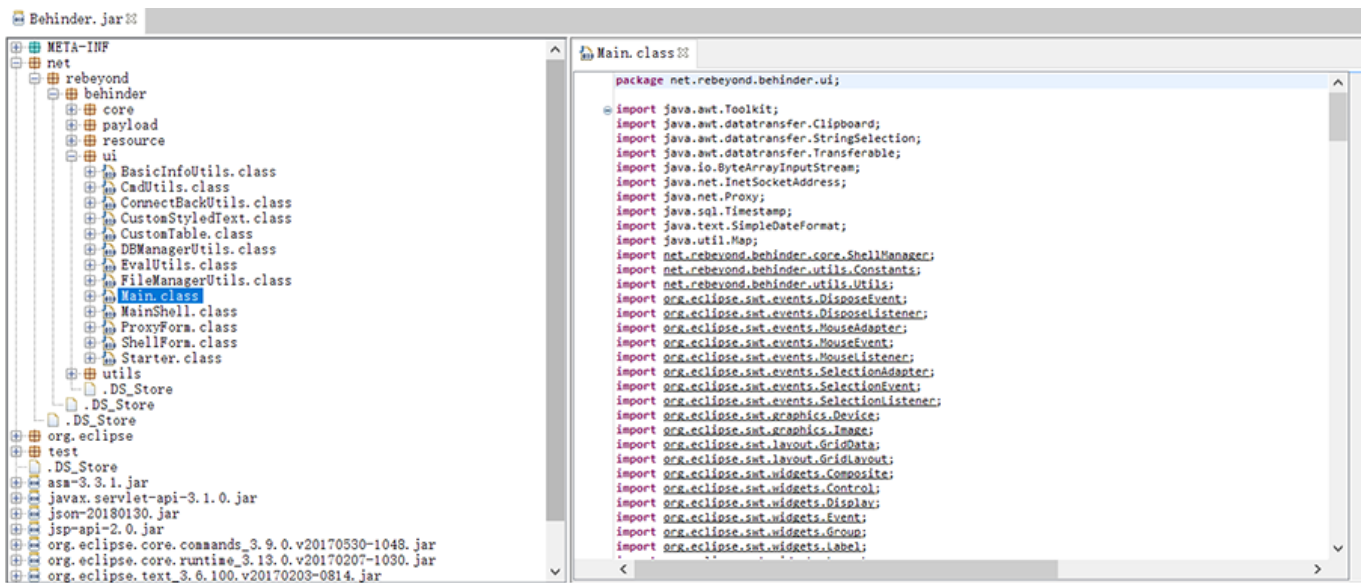 Behinder.jar
META-INF
net
rebeyond
behinder
core
payload
resource
ui
BasicInfoUtils.class
CmdUtils.class
ConnectBackUtils.class
CustomStyledText.class
CustomTable.class
DBManagerUtils.class
EvalUtils.class
FileManagerUtils.class
Main.class
MainShell.class
ProxyForm.class
ShellForm.class
Starter.class
utils
.DS_Store
.DS_Store
.DS_Store
org.eclipse
test
.DS_Store
asm-3.3.1.jar
javax.servlet-api-3.1.0.jar
json-20180130.jar
jsp-api-2.0.jar
org.eclipse.core.commands_3.9.0.v20170530-1048.jar
org.eclipse.core.runtime_3.13.0.v20170207-1030.jar
org.eclipse.text_3.6.100.v20170203-0814.jar
Main.class
package net.rebeyond.behinder.ui;
import java.awt.Toolkit;
import java.awt.datatransfer.Clipboard;
import java.awt.datatransfer.StringSelection;
import java.awt.datatransfer.Transferable;
import java.io.ByteArrayInputStream;
import java.net.InetSocketAddress;
import java.net.Proxy;
import java.sql.Timestamp;
import java.text.SimpleDateFormat;
import java.util.Map;
import net.rebeyond.behinder.core.ShellManager;
import net.rebeyond.behinder.utils.Constants;
import net.rebeyond.behinder.utils.Utils;
import org.eclipse.swt.events.DisposeEvent;
import org.eclipse.swt.events.DisposeListener;
import org.eclipse.swt.events.MouseAdapter;
import org.eclipse.swt.events.MouseEvent;
import org.eclipse.swt.events.MouseListener;
import org.eclipse.swt.events.SelectionAdapter;
import org.eclipse.swt.events.SelectionEvent;
import org.eclipse.swt.events.SelectionListener;
import org.eclipse.swt.graphics.Device;
import org.eclipse.swt.graphics.Image;
import org.eclipse.swt.layout.GridData;
import org.eclipse.swt.layout.GridLayout;
import org.eclipse.swt.widgets.Composite;
import org.eclipse.swt.widgets.Control;
import org.eclipse.swt.widgets.Display;
import org.eclipse.swt.widgets.Event;
import org.eclipse.swt.widgets.Group;
import org.eclipse.swt.widgets.Label;